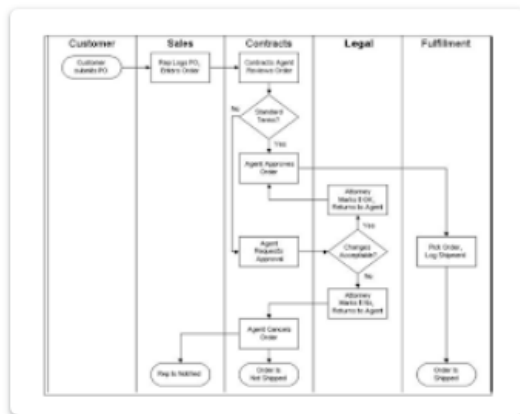 Customer
Sales
Contracts
Legal
Fulfillment
Customer
submits PO
Rep Logs PO,
Enters Order
Contracts Agent
Reviews Order
Standard
Terms?
No
Yes
Agent Approves
Order
Attorney
Marks It OK,
Returns to Agent
Yes
Agent
Requests
Approval
Changes
Acceptable?
Pick Order,
Log Shipment
No
Attorney
Marks It No,
Returns to Agent
Agent Cancels
Order
Rep Is Notified
Order Is
Not Shipped
Order Is
Shipped